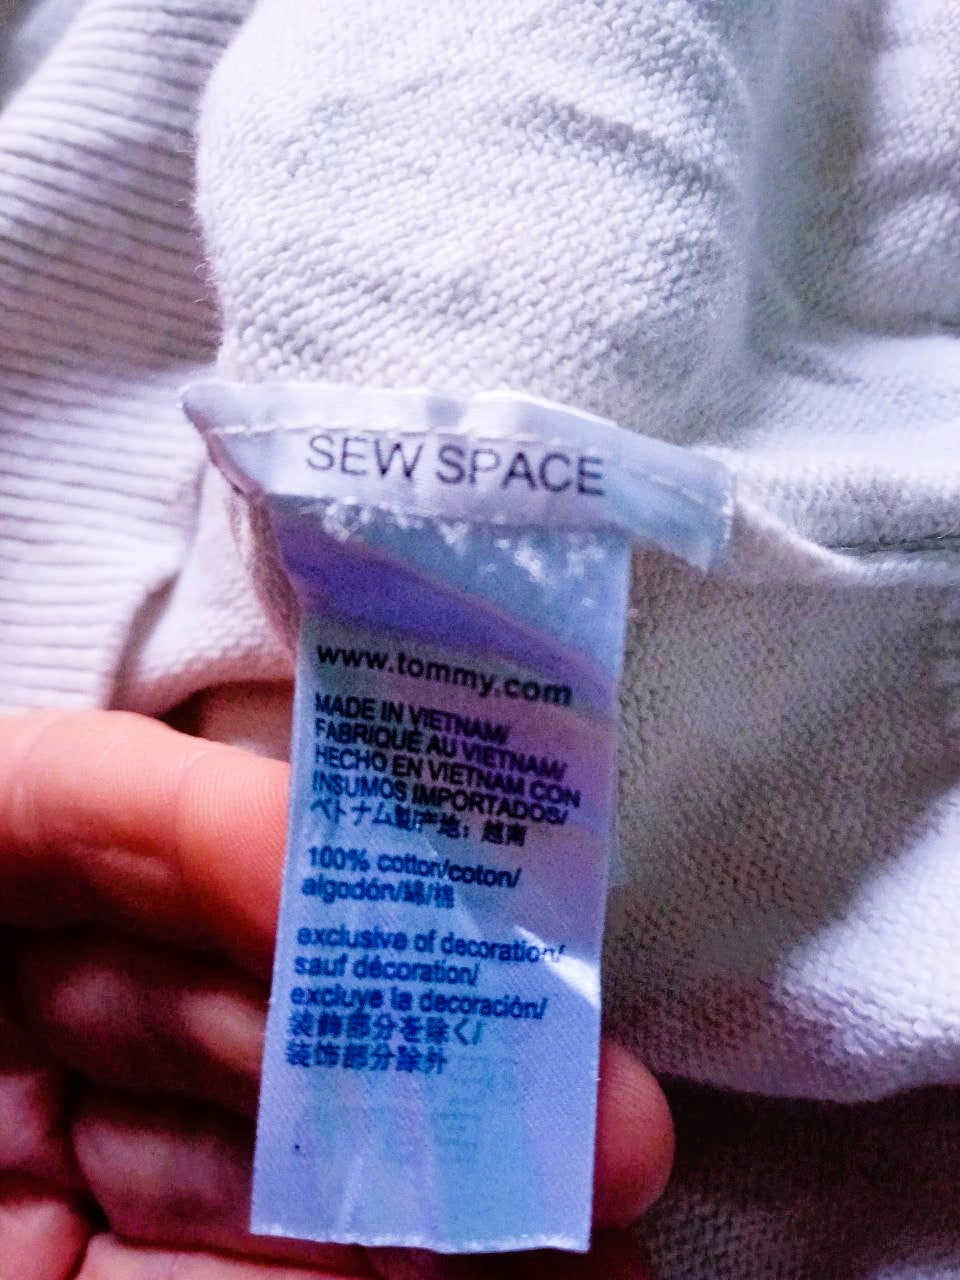 SEW SPACE
www.tommy.com
MADE IN VIETNAM/
FABRIQUE AU VIETNAM/
HECHO EN VIETNAM CON
INSUMOS IMPORTADOS/
ベトナム製/产地：越南
100% cotton/coton/
algodón/綿/棉
exclusive of decoration/
sauf décoration/
excluye la decoración/
装飾部分を除く/
装饰部分除外